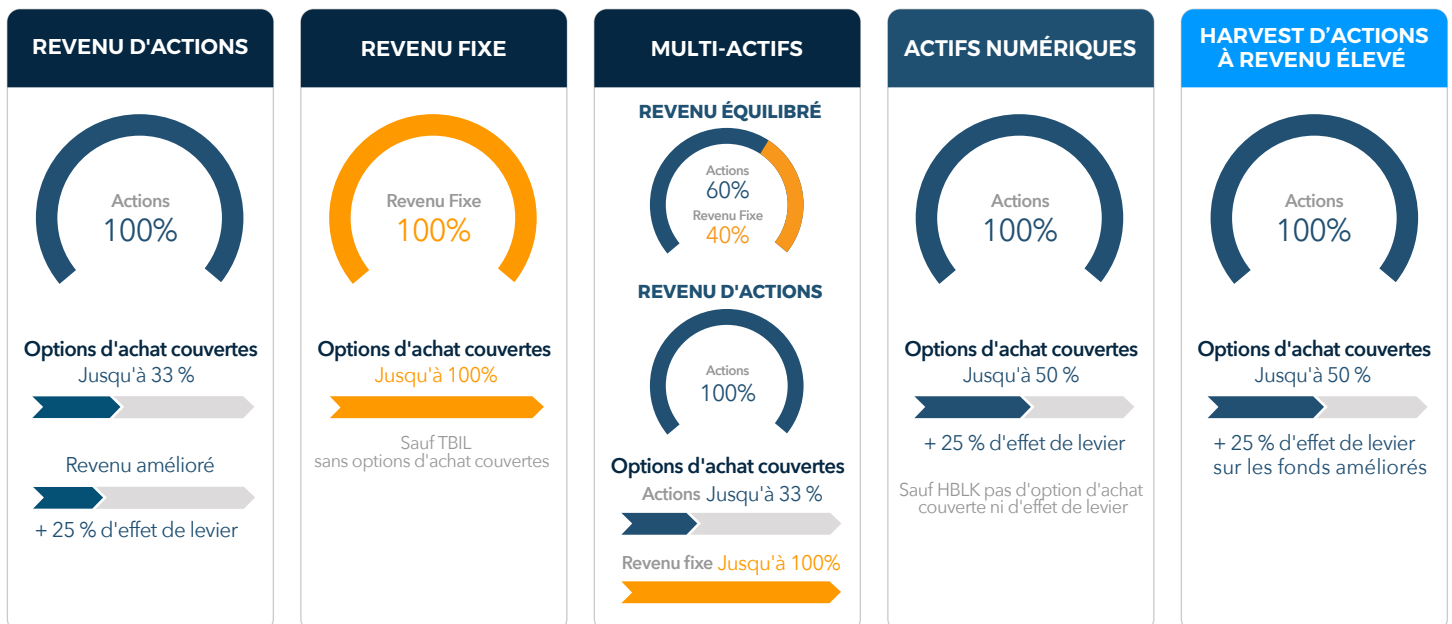 REVENU D'ACTIONS
Actions
100%
Options d'achat couvertes
Jusqu'à 33 %
Revenu amélioré
+ 25 % d'effet de levier
REVENU FIXE
Revenu Fixe
100%
Options d'achat couvertes
Jusqu'à 100%
Sauf TBIL
sans options d'achat couvertes
MULTI-ACTIFS
REVENU ÉQUILIBRÉ
Actions
60%
Revenu Fixe
40%
REVENU D'ACTIONS
Actions
100%
Options d'achat couvertes
Actions Jusqu'à 33 %
Revenu fixe Jusqu'à 100%
ACTIFS NUMÉRIQUES
Actions
100%
Options d'achat couvertes
Jusqu'à 50 %
+ 25 % d'effet de levier
Sauf HBLK pas d'option d'achat
couverte ni d'effet de levier
HARVEST D’ACTIONS
À REVENU ÉLEVÉ
Actions
100%
Options d'achat couvertes
Jusqu'à 50 %
+ 25 % d'effet de levier
sur les fonds améliorés